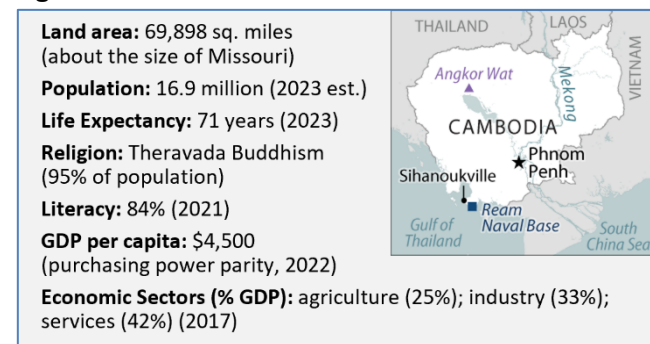 Land area: 69,898 sq. miles
(about the size of Missouri)
Population: 16.9 million (2023 est.)
Life Expectancy: 71 years (2023)
Religion: Theravada Buddhism
(95% of population)
Literacy: 84% (2021)
GDP per capita: $4,500
(purchasing power parity, 2022)
Economic Sectors (% GDP): agriculture (25%); industry (33%);
services (42%) (2017)
THAILAND
LAOS
VIETNAM
Angkor Wat
Mekong
CAMBODIA
Phnom
Penh
Sihanoukville
Ream
Naval Base
Gulf of
Thailand
South
China Sea